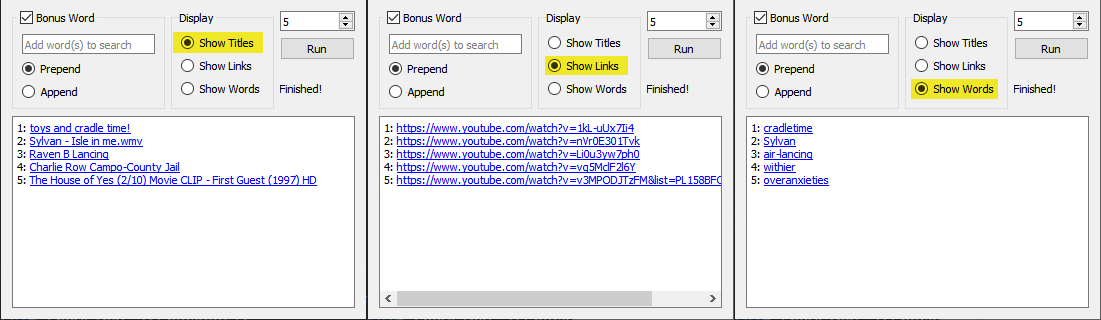 Bonus Word
Display
5
Add word(s) to search
Show Titles
Run
Prepend
Show Links
Append
Show Words
Finished!
1: toys and cradle time!
2: Sylvan - Isle in me.wmv
3: Raven B Lancing
4: Charlie Row Campo-County Jail
5: The House of Yes (2/10) Movie CLIP - First Guest (1997) HD
Bonus Word
Display
5
Add word(s) to search
Show Titles
Run
Prepend
Show Links
Append
Show Words
Finished!
1: https://www.youtube.com/watch?v=1kL-uUx7Ii4
2: https://www.youtube.com/watch?v=nVr0E301Tvk
3: https://www.youtube.com/watch?v=Li0u3yw7ph0
4: https://www.youtube.com/watch?v=vg5MclF2l6Y
5: https://www.youtube.com/watch?v=v3MPODJTzFM&list=PL158BFC
Bonus Word
Display
5
Add word(s) to search
Show Titles
Run
Prepend
Show Links
Append
Show Words
Finished!
1: cradletime
2: Sylvan
3: air-lancing
4: withier
5: overanxieties